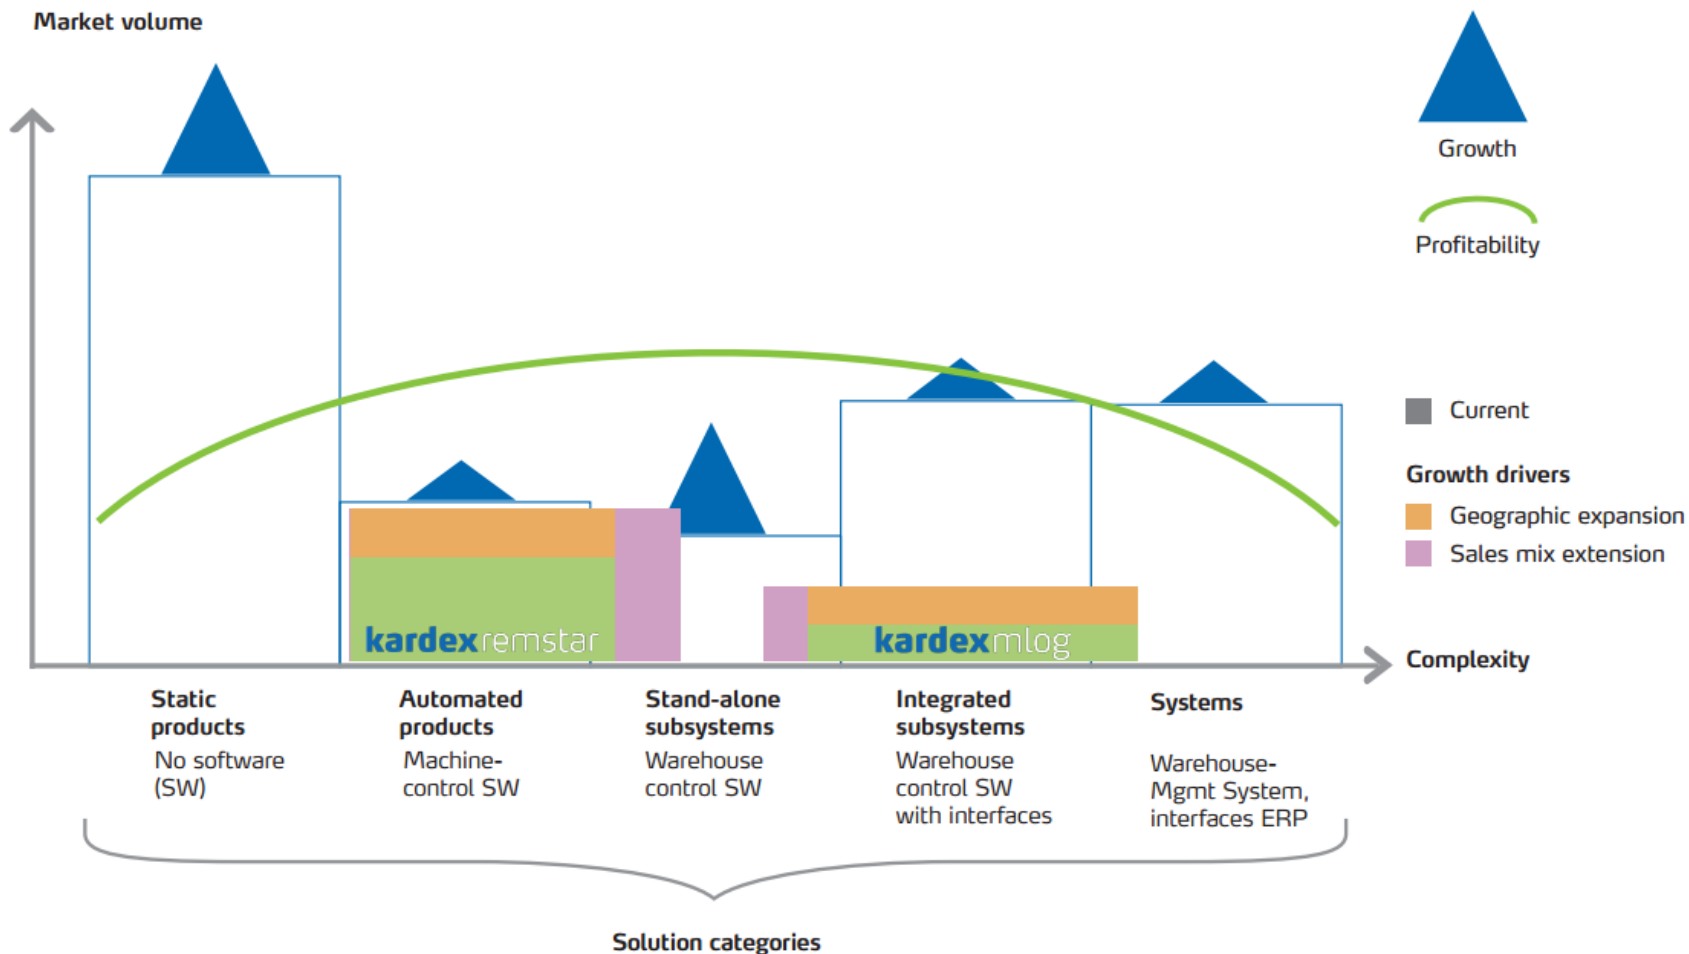 Market volume
Growth
Profitability
Current
Growth drivers
Geographic expansion
Sales mix extension
kardexremstar
kardexmlog
Complexity
Static
products
No software
(SW)
Automated
products
Machine-
control SW
Stand-alone
subsystems
Warehouse
control SW
Integrated
subsystems
Warehouse
control SW
with interfaces
Systems
Warehouse-
Mgmt System,
interfaces ERP
Solution categories